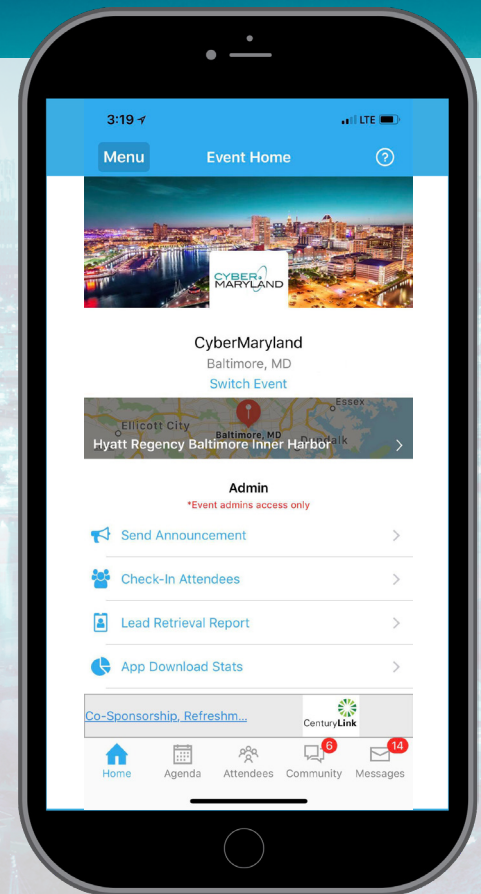 3:19
LTE
Menu
Event Home
?
CYBER
MARYLAND
CyberMaryland
Baltimore, MD
Switch Event
Essex
Ellicott City
Baltimore, MD
Hyatt Regency Baltimore Inner Harbor
Admin
*Event admins access only
Send Announcement
Check-In Attendees
Lead Retrieval Report
App Download Stats
Co-Sponsorship, Refreshm...
CenturyLink
6
14
Home
Agenda
Attendees
Community
Messages